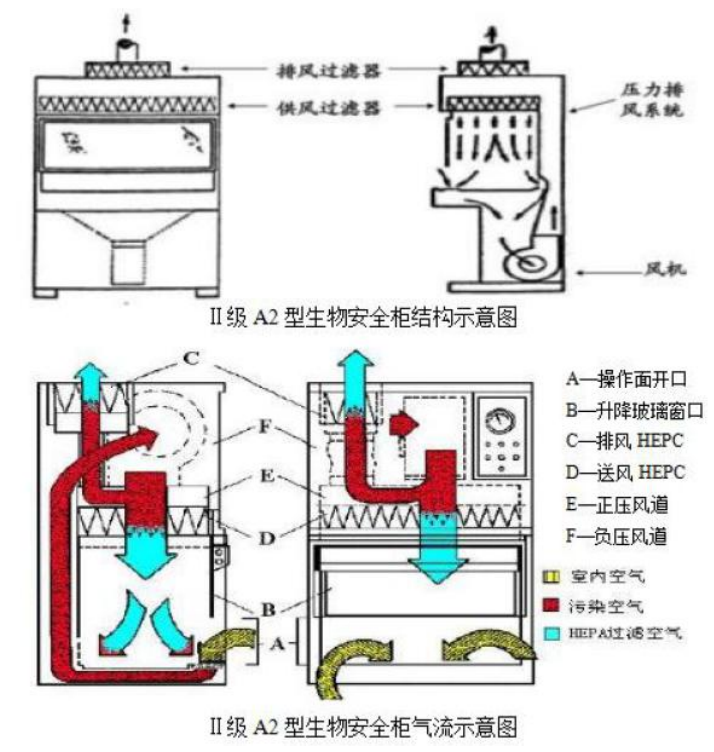 排风过滤器
供风过滤器
压力排
风系统
风机
II级 A2 型生物安全柜结构示意图
C
F
E
D
B
A
A—操作面开口
B—升降玻璃窗口
C—排风 HEPC
D—送风 HEPC
E—正压风道
F—负压风道
室内空气
污染空气
HEPA过滤空气
II级 A2 型生物安全柜气流示意图